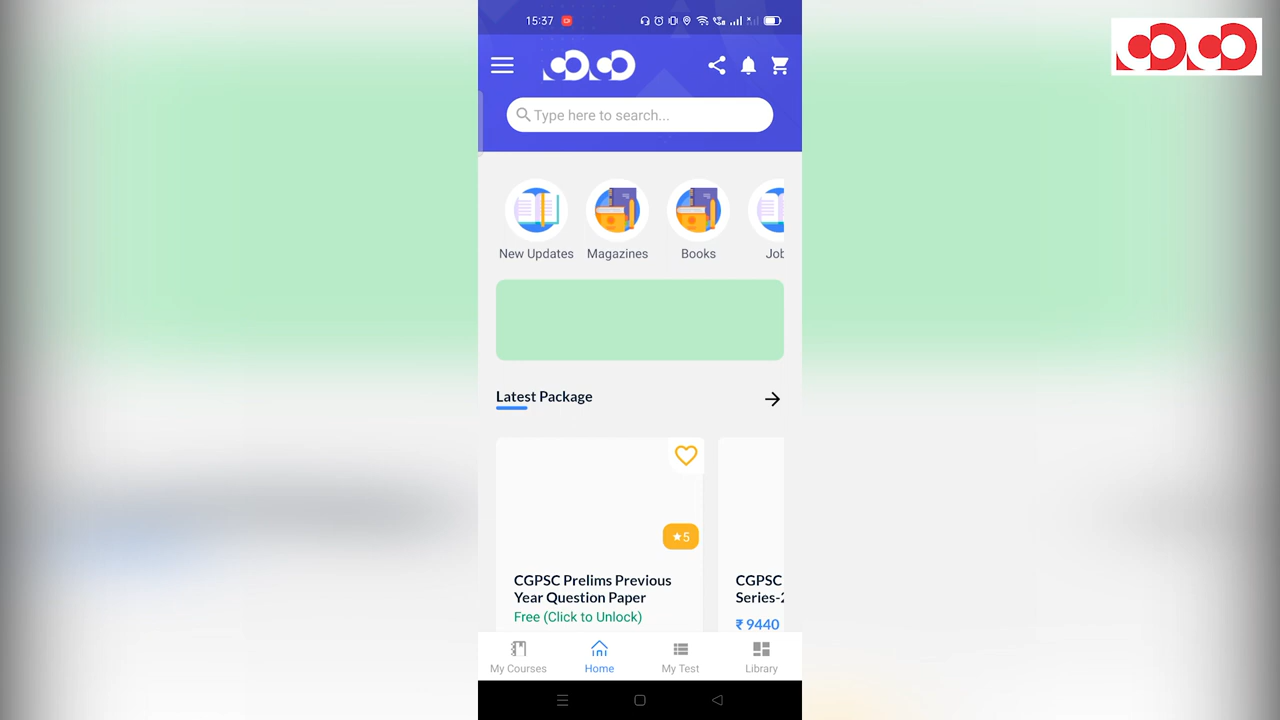 15:37
Type here to search...
New Updates
Magazines
Books
Job
Latest Package
★5
CGPSC Prelims Previous
Year Question Paper
Free (Click to Unlock)
CGPSC
Series-2
₹ 9440
My Courses
Home
My Test
Library